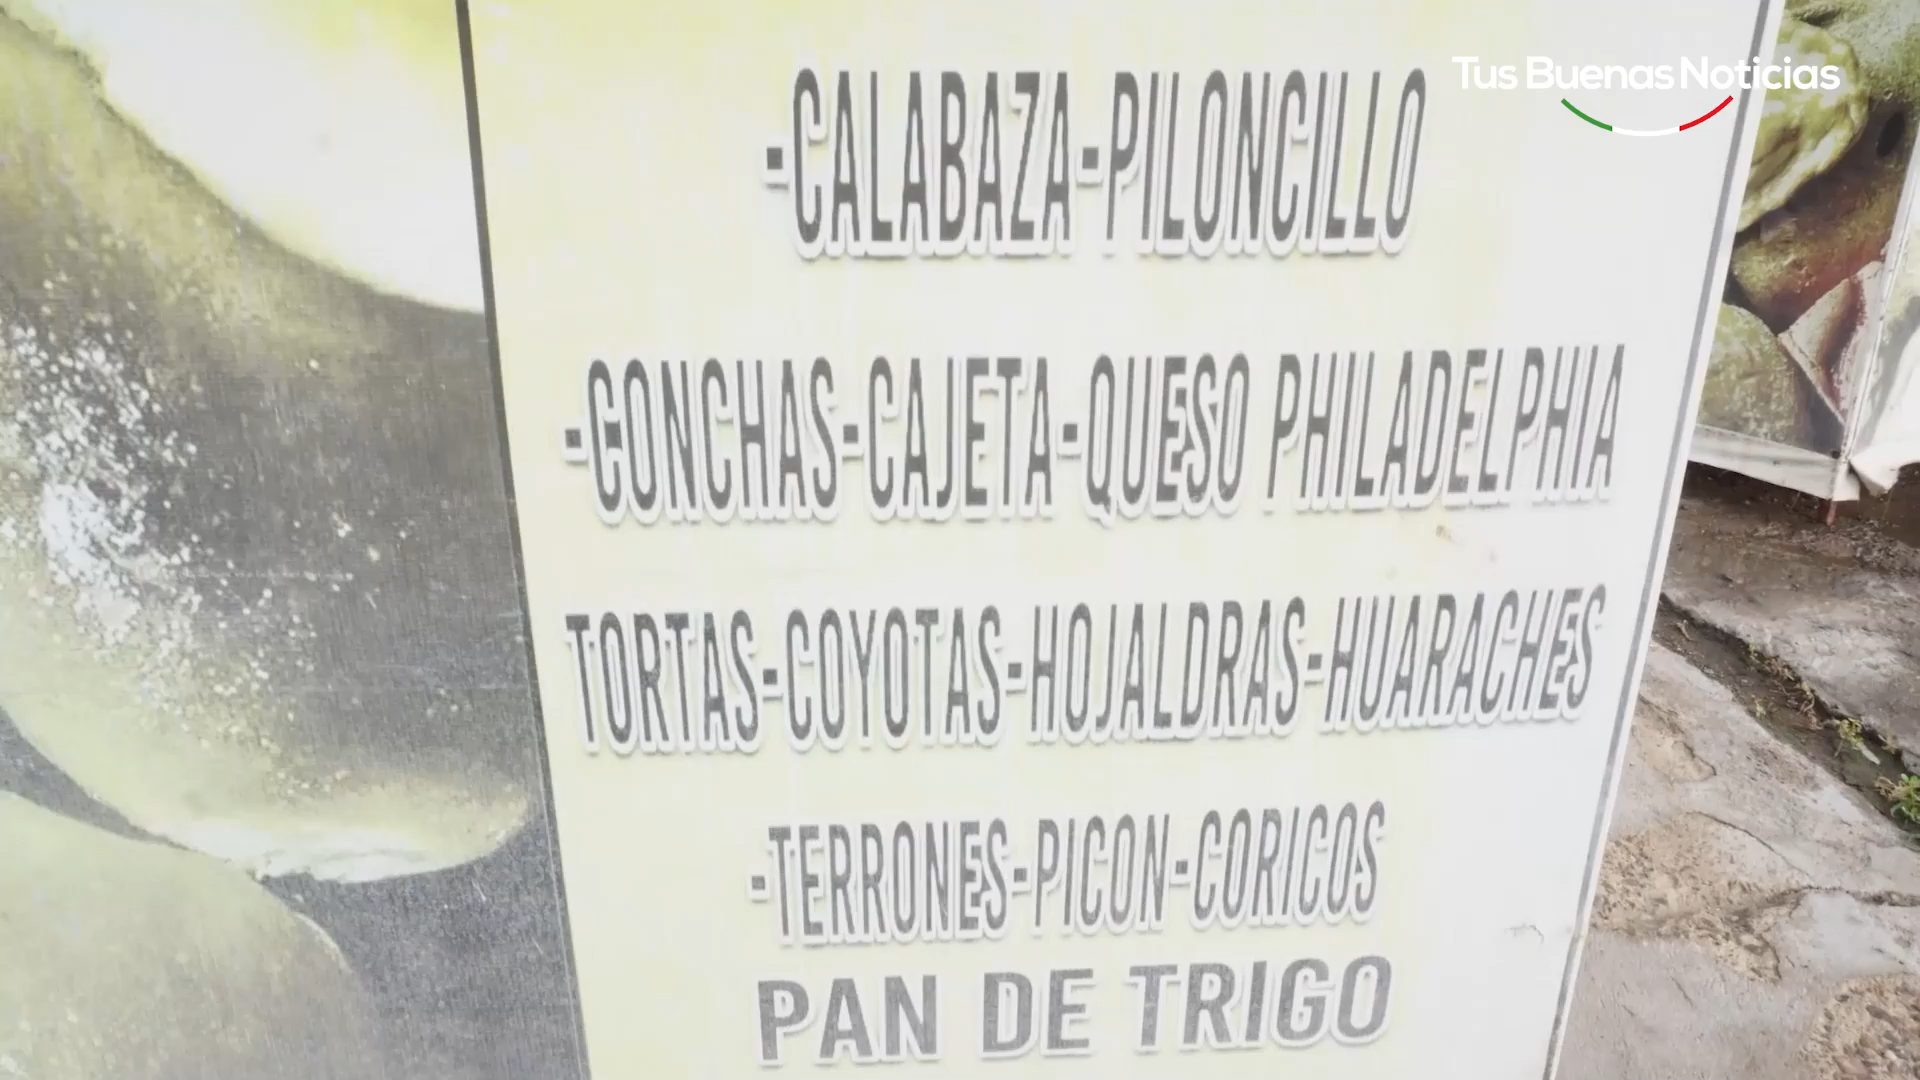 Tus Buenas Noticias
-CALABAZA-PILONCILLO
-CONCHAS-CAJETA-QUESO PHILADELPHIA
TORTAS-COYOTAS-HOJALDRAS-HUARACHES
-TERRONES-PICON-CORICOS
PAN DE TRIGO